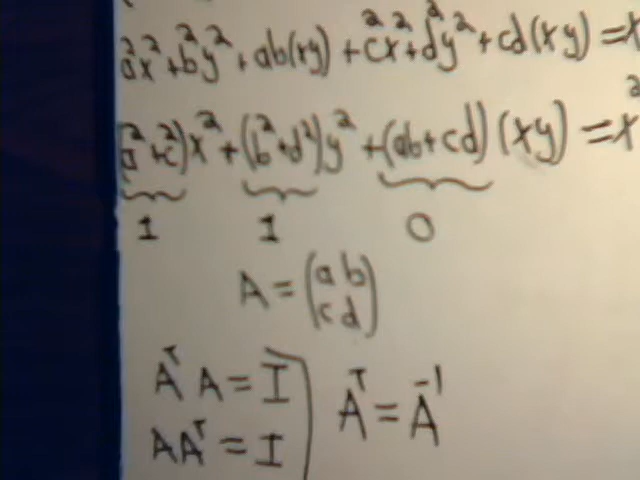 a²x²+b²y²+ab(xy)+c²x²+d²y²+cd(xy)=x
(a²+c²)x²+(b²+d²)y²+(ab+cd)(xy)=x²
1 1 0
A=(a b
c d)
AᵀA=I
AAᵀ=I
Aᵀ=A⁻¹